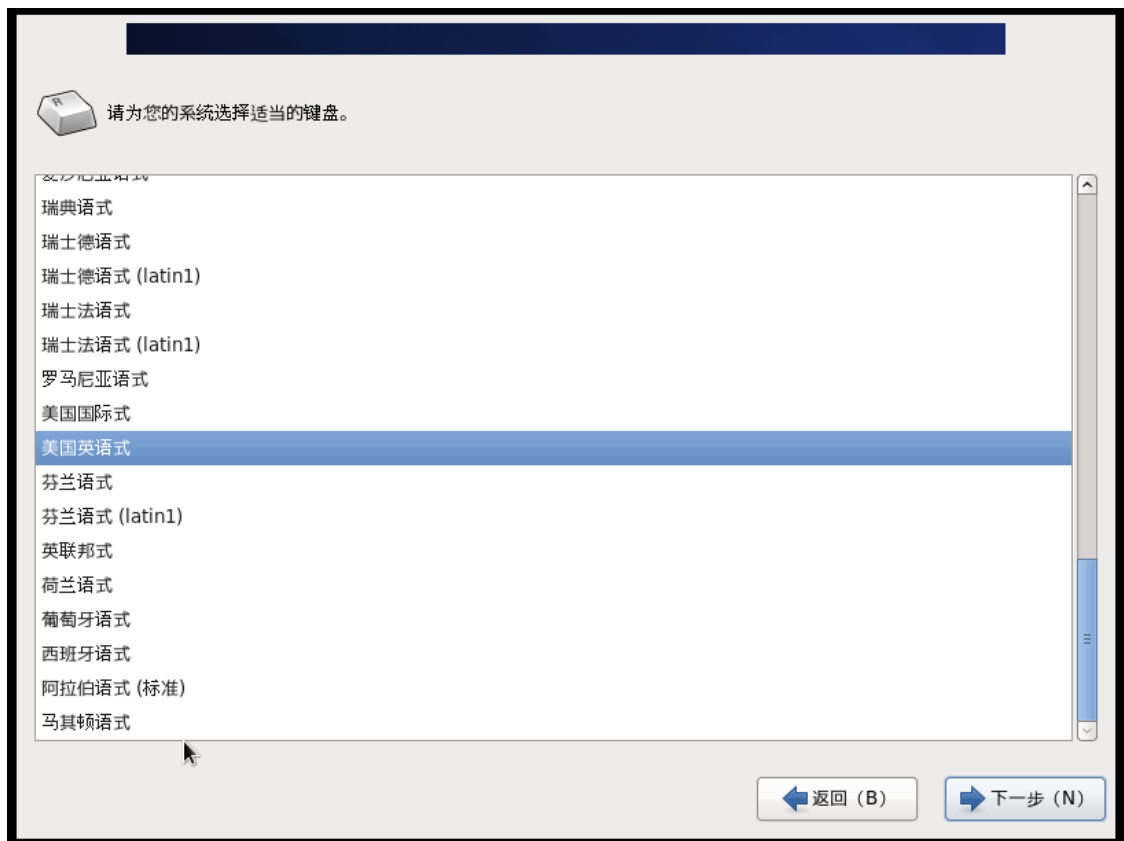 R
请为您的系统选择适当的键盘。
瑞典语式
瑞士德语式
瑞士德语式 (latin1)
瑞士法语式
瑞士法语式 (latin1)
罗马尼亚语式
美国国际式
美国英语式
芬兰语式
芬兰语式 (latin1)
英联邦式
荷兰语式
葡萄牙语式
西班牙语式
阿拉伯语式 (标准)
马其顿语式
返回 (B)
下一步 (N)